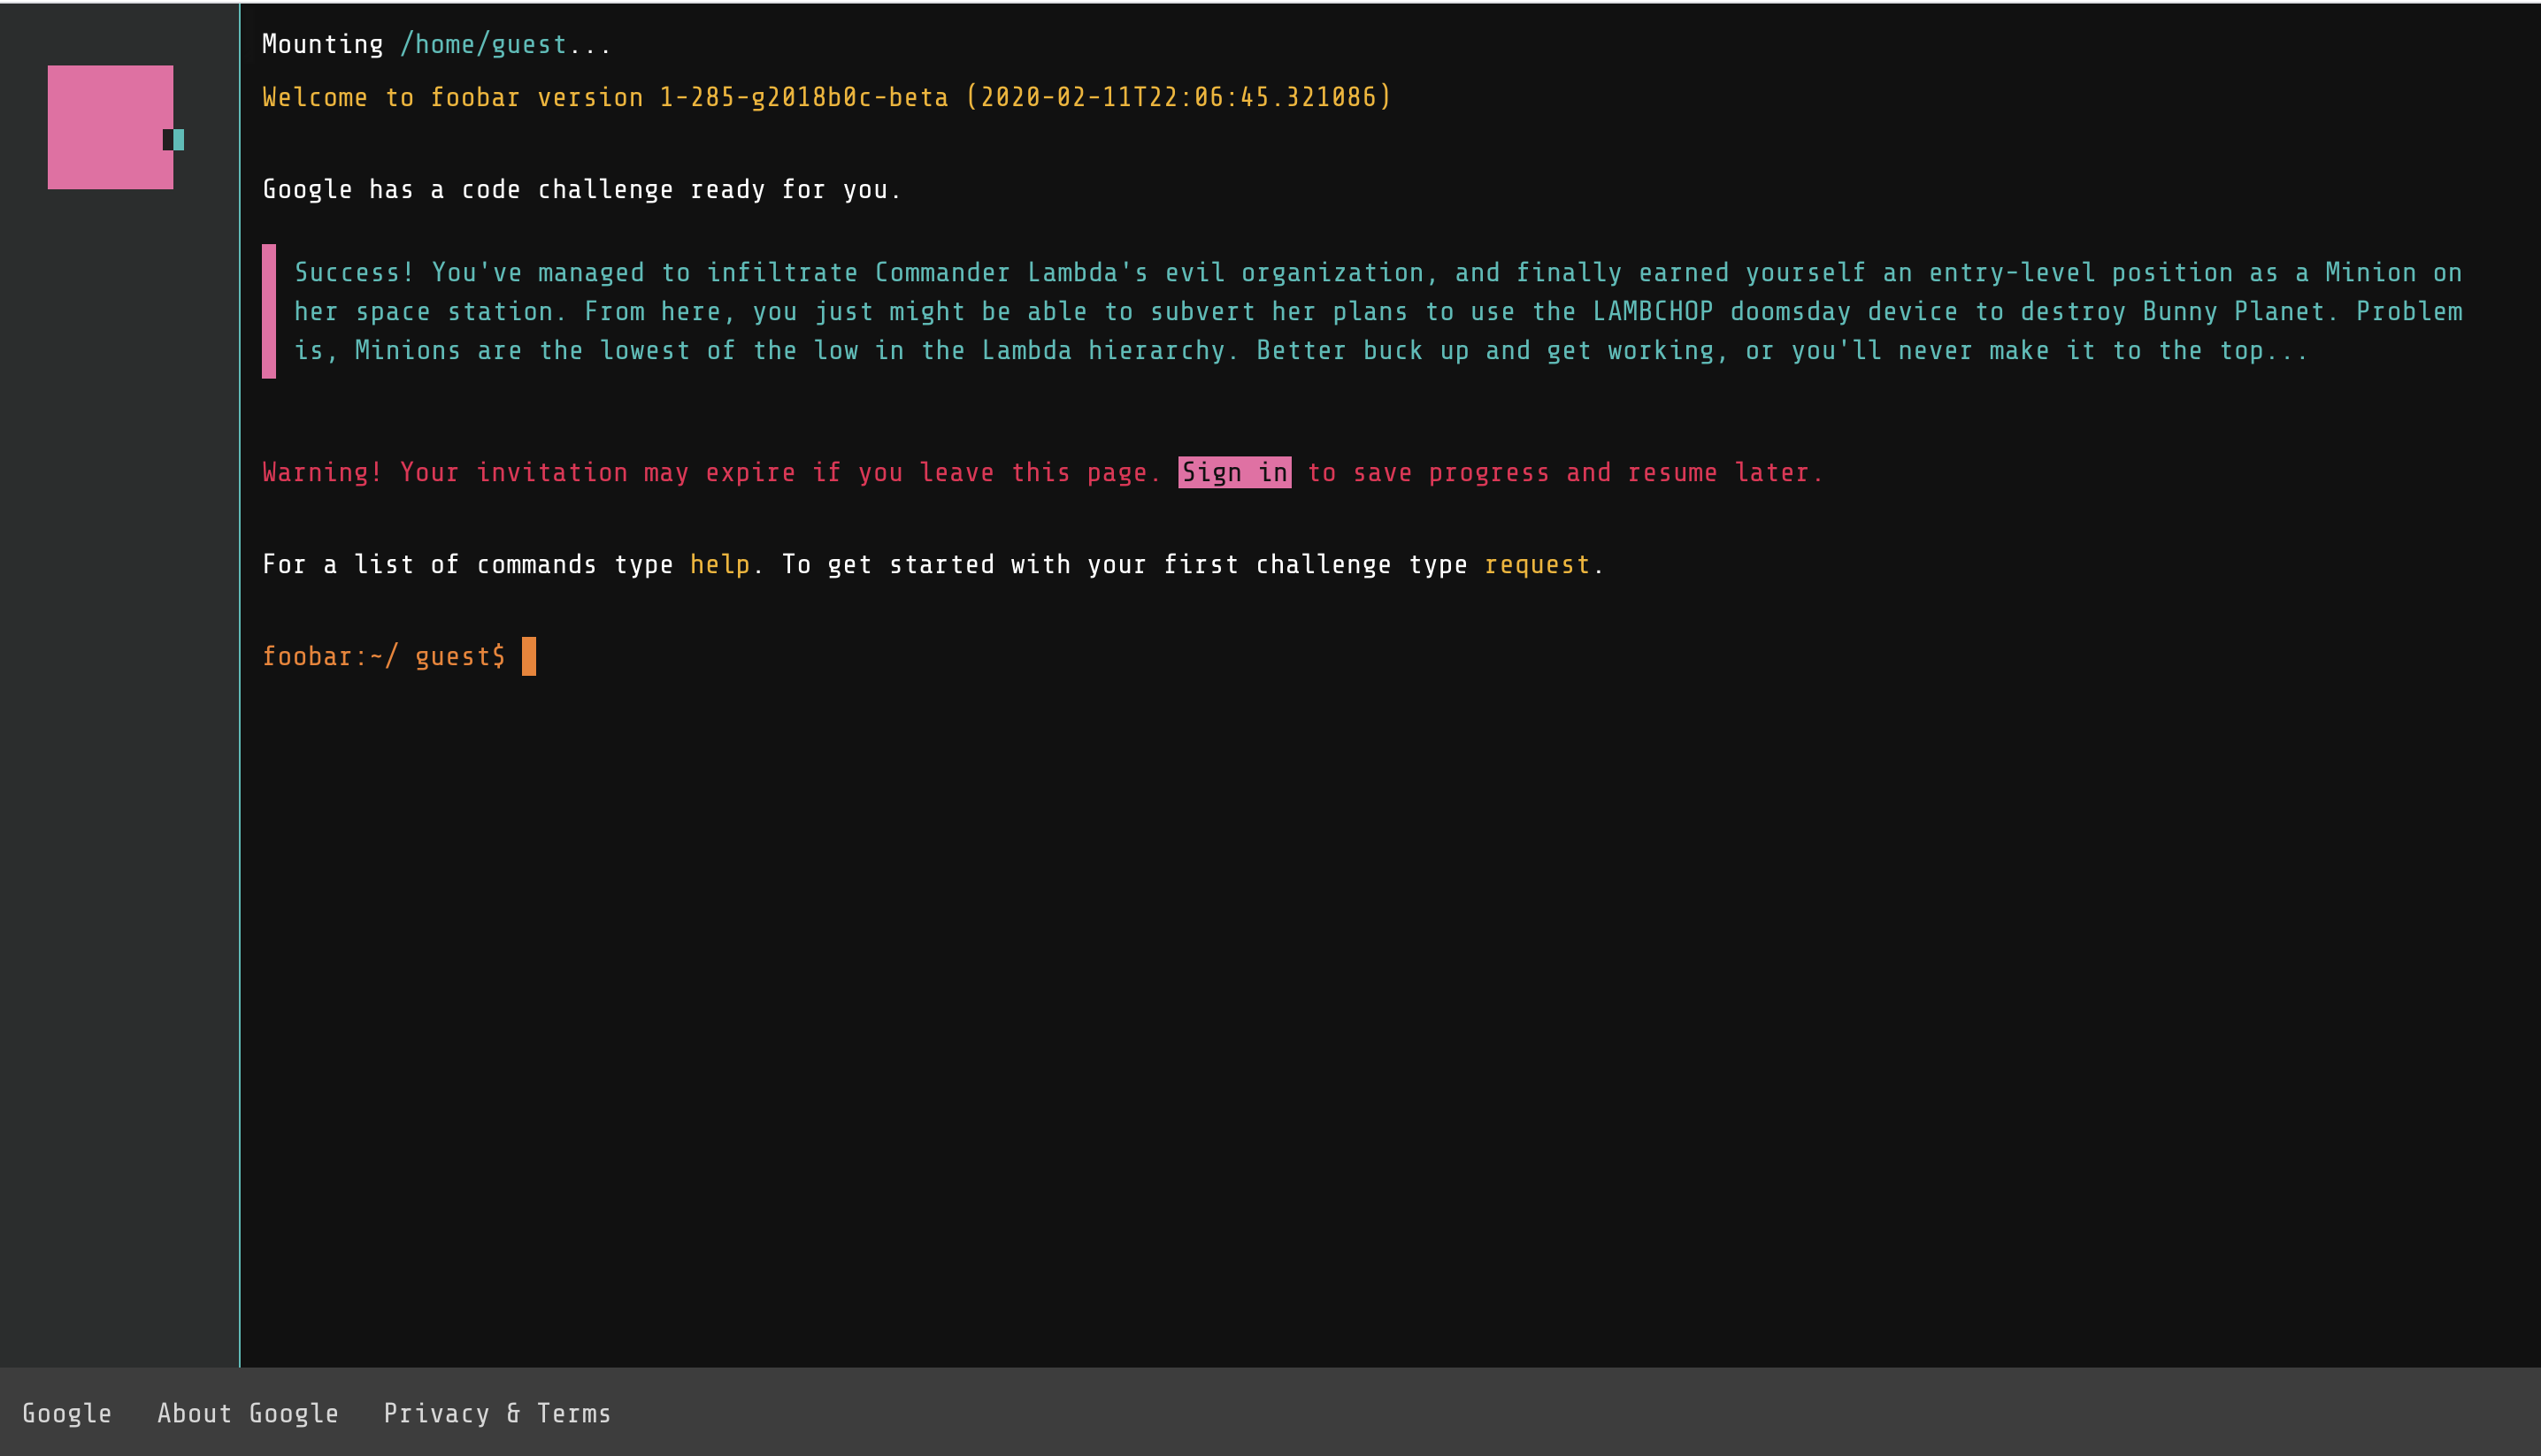 Mounting /home/guest...
Welcome to foobar version 1-285-g2018b0c-beta (2020-02-11T22:06:45.321086)
Google has a code challenge ready for you.
Success! You've managed to infiltrate Commander Lambda's evil organization, and finally earned yourself an entry-level position as a Minion on
her space station. From here, you just might be able to subvert her plans to use the LAMBCHOP doomsday device to destroy Bunny Planet. Problem
is, Minions are the lowest of the low in the Lambda hierarchy. Better buck up and get working, or you'll never make it to the top...
Warning! Your invitation may expire if you leave this page. Sign in to save progress and resume later.
For a list of commands type help. To get started with your first challenge type request.
foobar:~/ guest$
Google About Google Privacy & Terms